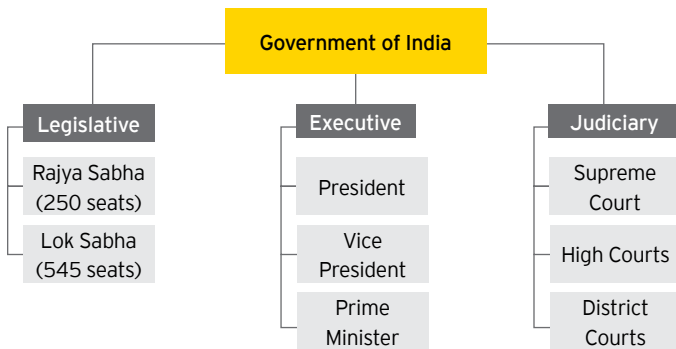 Government of India
Legislative
Rajya Sabha
(250 seats)
Lok Sabha
(545 seats)
Executive
President
Vice
President
Prime
Minister
Judiciary
Supreme
Court
High Courts
District
Courts